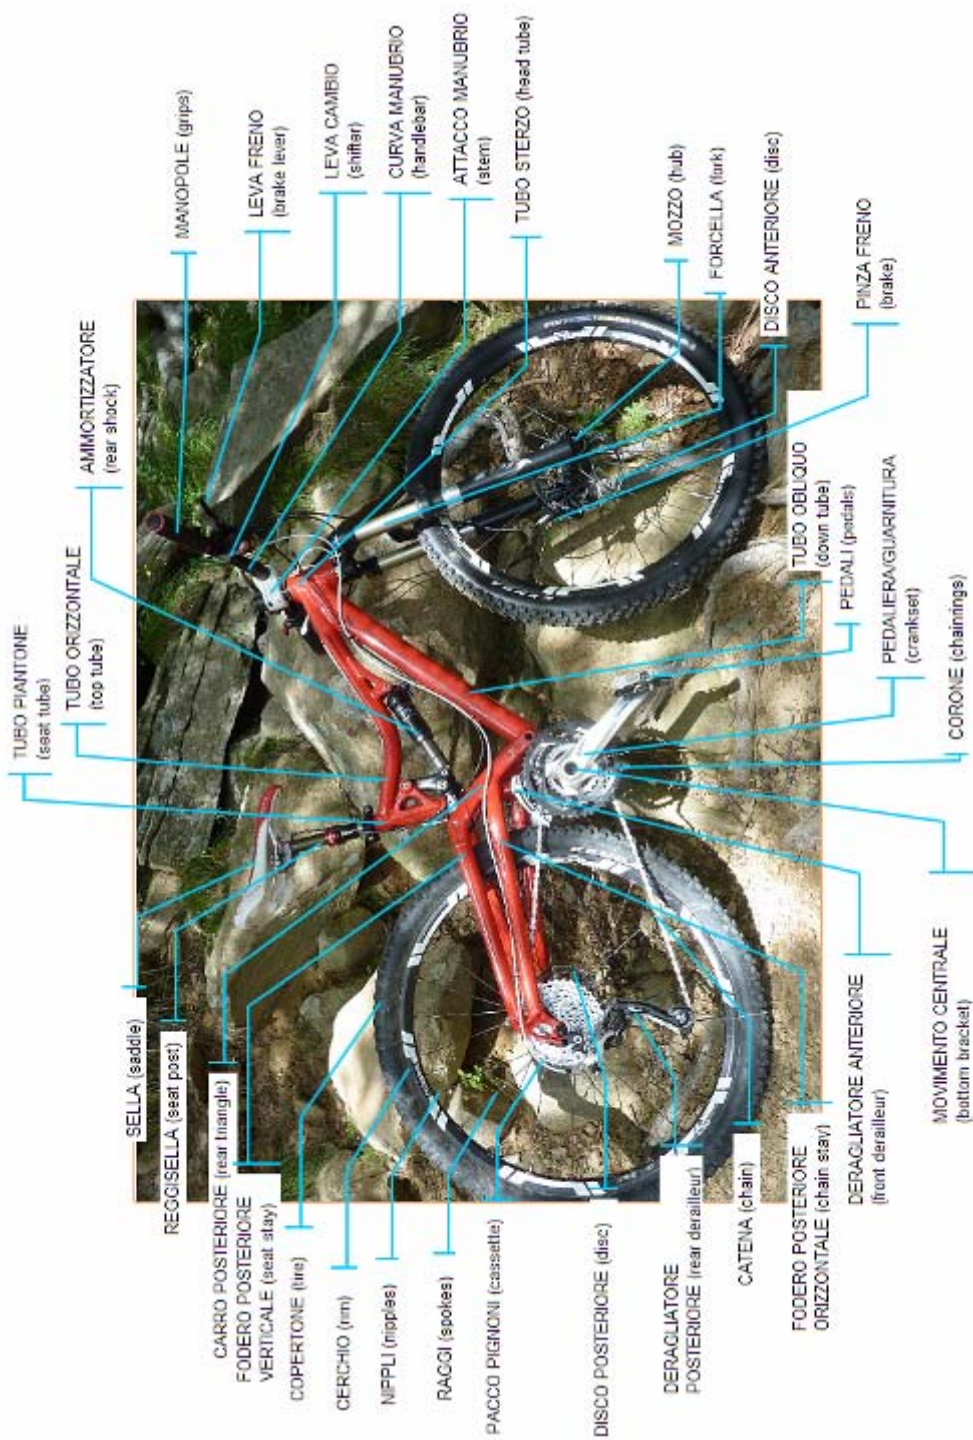 TUBO PIANTONE
(seat tube)
TUBO ORIZZONTALE
(top tube)
AMMORTIZZATORE
(rear shock)
MANOPOLE (grips)
LEVA FRENO
(brake lever)
LEVA CAMBIO
(shifter)
CURVA MANUBRIO
(handlebar)
ATTACCO MANUBRIO
(stem)
TUBO STERZO (head tube)
MOZZO (hub)
FORCELLA (fork)
DISCO ANTERIORE (disc)
PINZA FRENO
(brake)
SELLA (saddle)
REGGISELLA (seat post)
CARRO POSTERIORE (rear triangle)
FODERO POSTERIORE
VERTICALE (seat stay)
COPERTONE (tire)
CERCHIO (rim)
NIPPLI (nipples)
RAGGI (spokes)
PACCO PIGNONI (cassette)
DISCO POSTERIORE (disc)
DERAGLIATORE
POSTERIORE (rear derailleur)
CATENA (chain)
FODERO POSTERIORE
ORIZZONTALE (chain stay)
DERAGLIATORE ANTERIORE
(front derailleur)
MOVIMENTO CENTRALE
(bottom bracket)
TUBO OBLIQUO
(down tube)
PEDALI (pedals)
PEDALIERA/GUARNITURA
(crankset)
CORONE (chainrings)